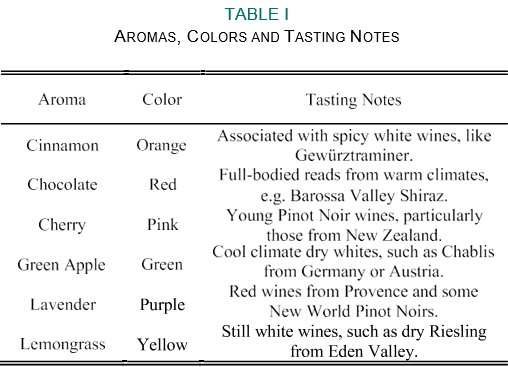 TABLE I
AROMAS, COLORS AND TASTING NOTES
Aroma Color Tasting Notes
Cinnamon Orange Associated with spicy white wines, like
Gewürztraminer.
Chocolate Red Full-bodied reads from warm climates,
e.g. Barossa Valley Shiraz.
Cherry Pink Young Pinot Noir wines, particularly
those from New Zealand.
Green Apple Green Cool climate dry whites, such as Chablis
from Germany or Austria.
Lavender Purple Red wines from Provence and some
New World Pinot Noirs.
Lemongrass Yellow Still white wines, such as dry Riesling
from Eden Valley.